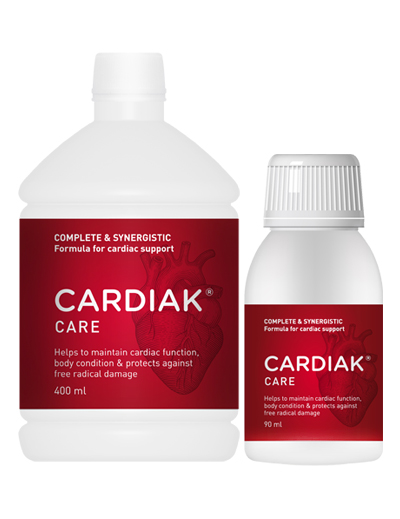 COMPLETE & SYNERGISTIC
Formula for cardiac support
CARDIAK®
CARE
Helps to maintain cardiac function,
body condition & protects against
free radical damage
400 ml
COMPLETE & SYNERGISTIC
Formula for cardiac support
CARDIAK®
CARE
Helps to maintain cardiac function,
body condition & protects against
free radical damage
90 ml